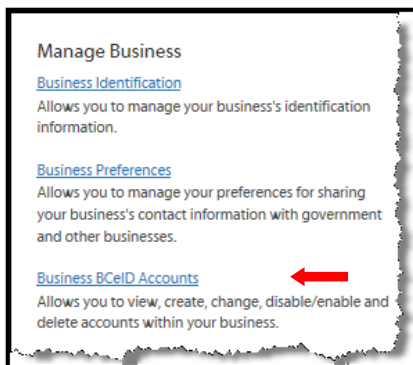 Manage Business
Business Identification
Allows you to manage your business's identification
information.
Business Preferences
Allows you to manage your preferences for sharing
your business's contact information with government
and other businesses.
Business BCeID Accounts
Allows you to view, create, change, disable/enable and
delete accounts within your business.